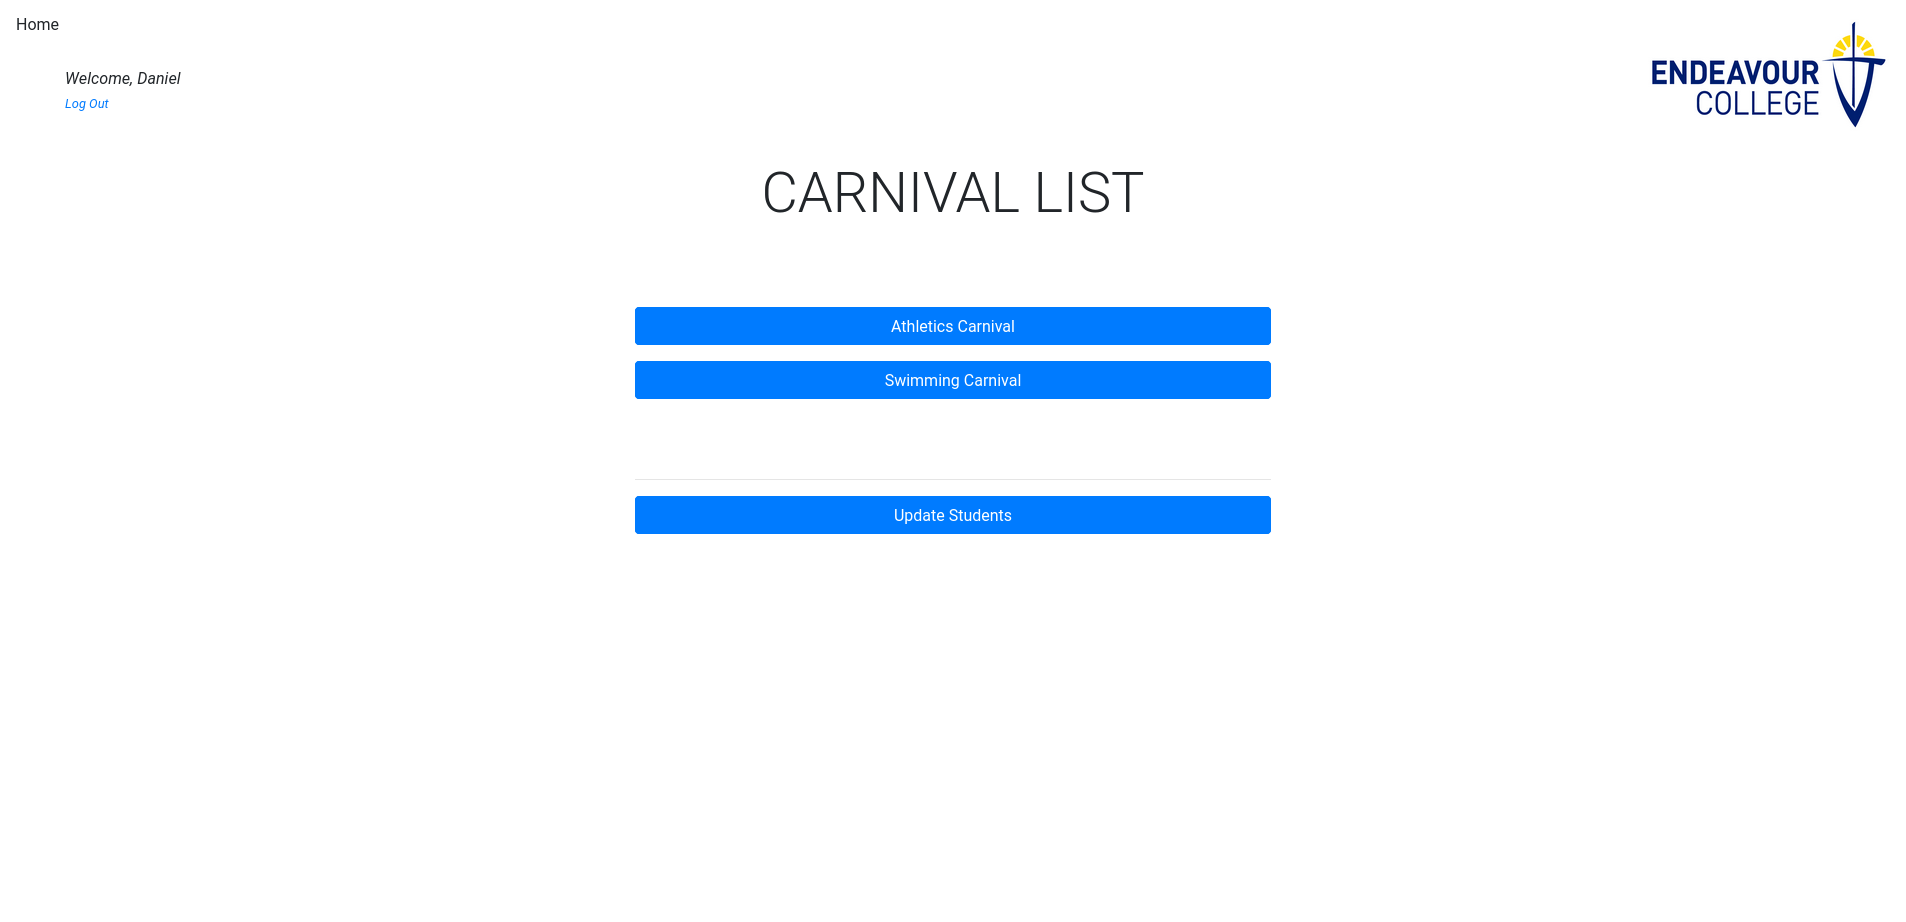 Home
Welcome, Daniel
Log Out
ENDEAVOUR
COLLEGE
CARNIVAL LIST
Athletics Carnival
Swimming Carnival
Update Students